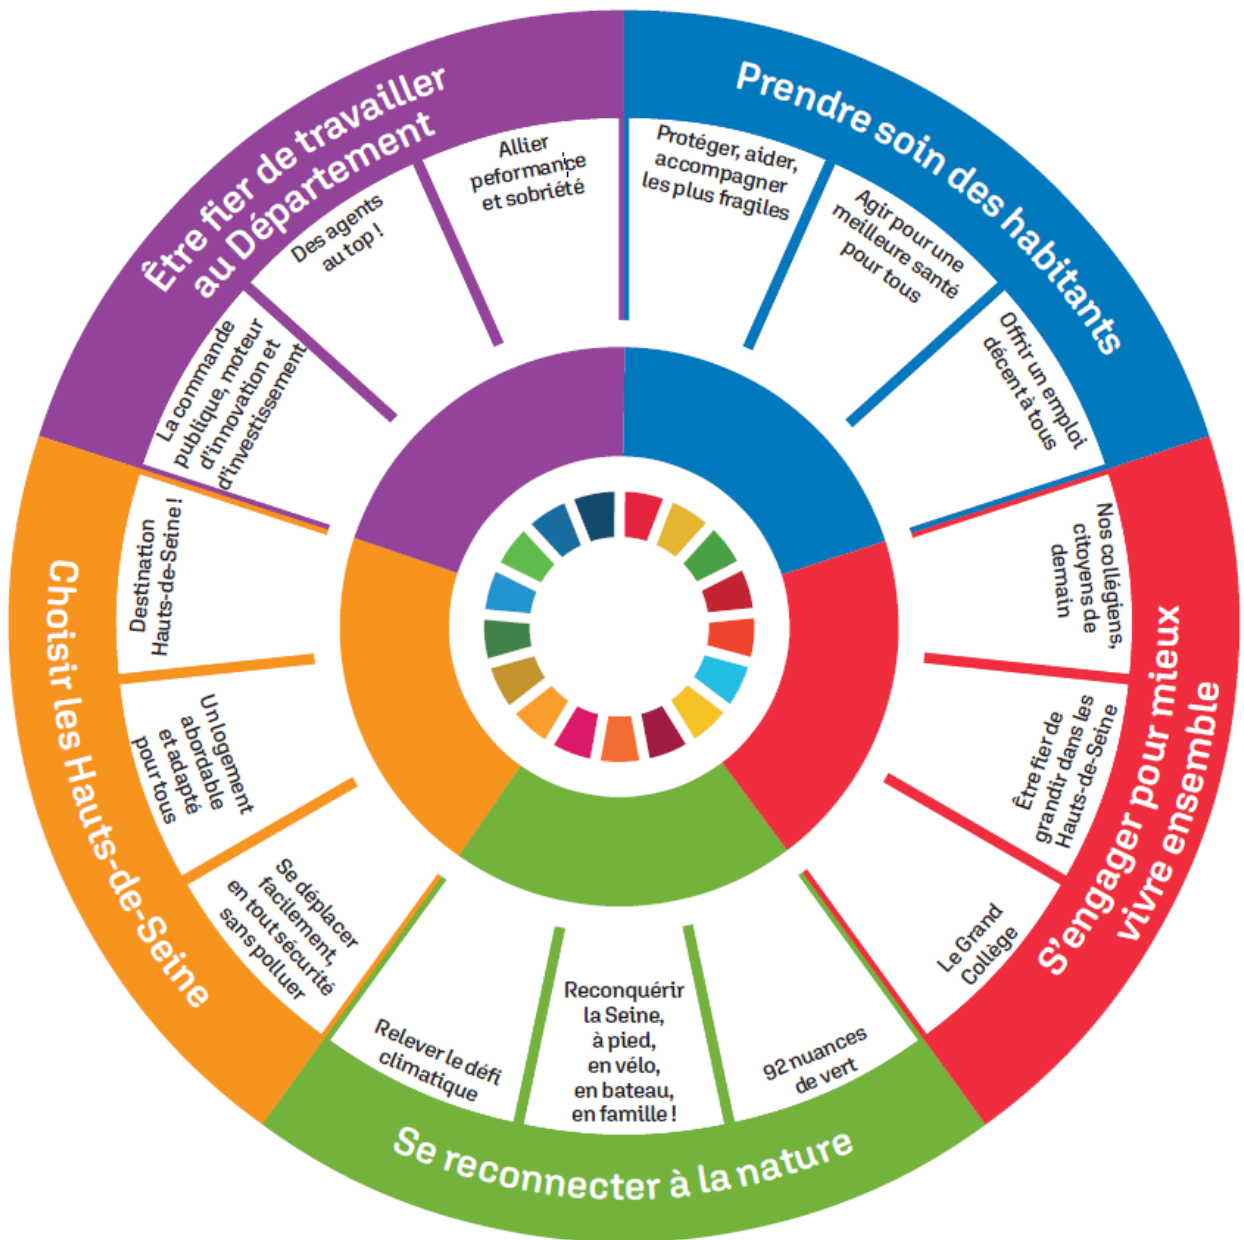 Prendre soin des habitants
Protéger, aider,
accompagner
les plus fragiles
Agir pour une
meilleure santé
pour tous
Offrir un emploi
décent à tous
S'engager pour mieux
vivre ensemble
Nos collégiens,
citoyens de
demain
Être fier de
grandir dans les
Hauts-de-Seine
Le Grand
Collège
Se reconnecter à la nature
92 nuances
de vert
Reconquérir
la Seine,
à pied,
en vélo,
en bateau,
en famille !
Relever le défi
climatique
Choisir les Hauts-de-Seine
Se déplacer
facilement,
en tout sécurité
sans polluer
Un logement
abordable
et adapté
pour tous
Destination
Hauts-de-Seine !
Être fier de travailler
au Département
La commande
publique, moteur
d'innovation et
d'investissement
Des agents
au top !
Allier
peformance
et sobriété